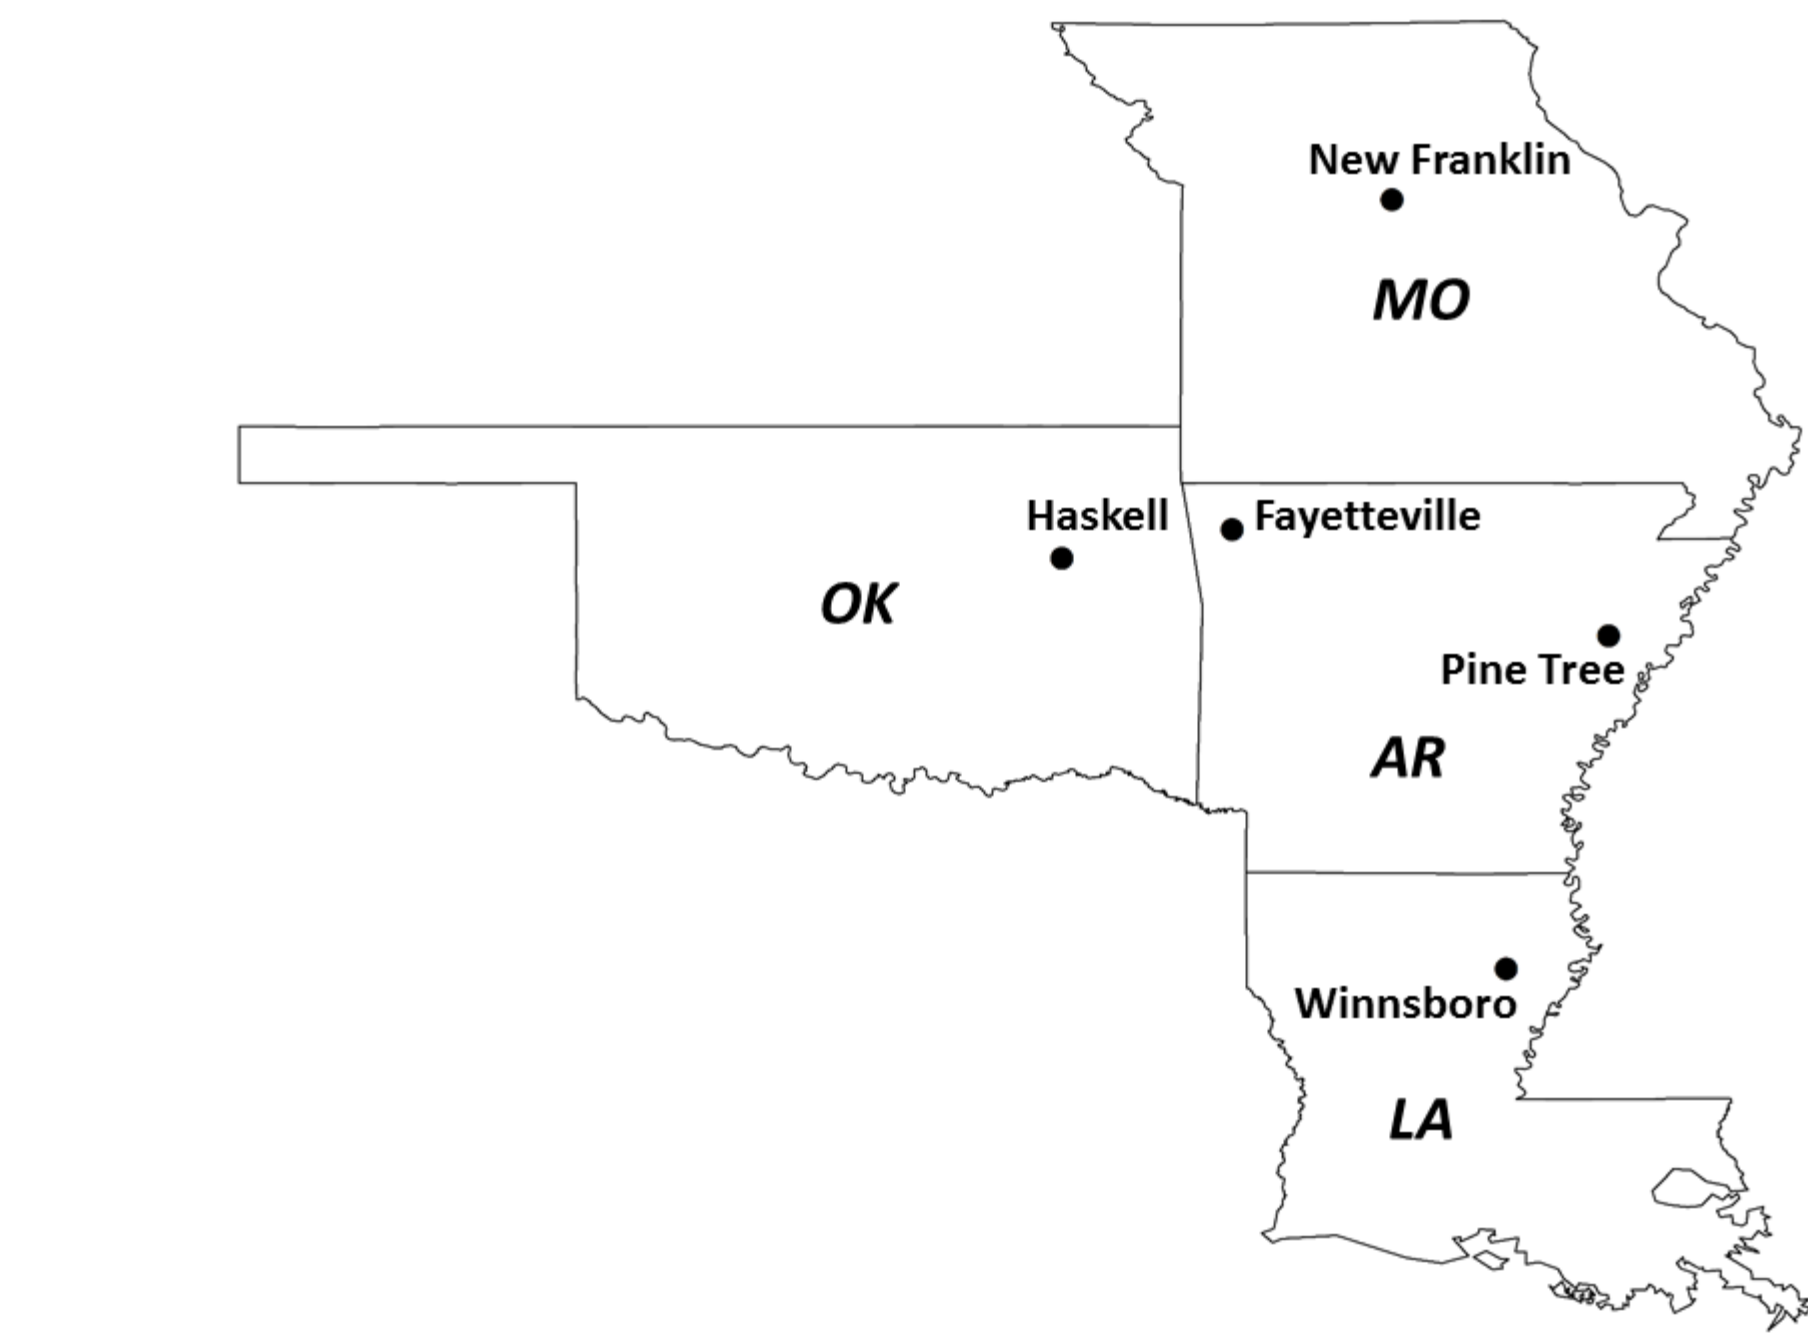 New Franklin
MO
Haskell
Fayetteville
OK
Pine Tree
AR
Winnsboro
LA